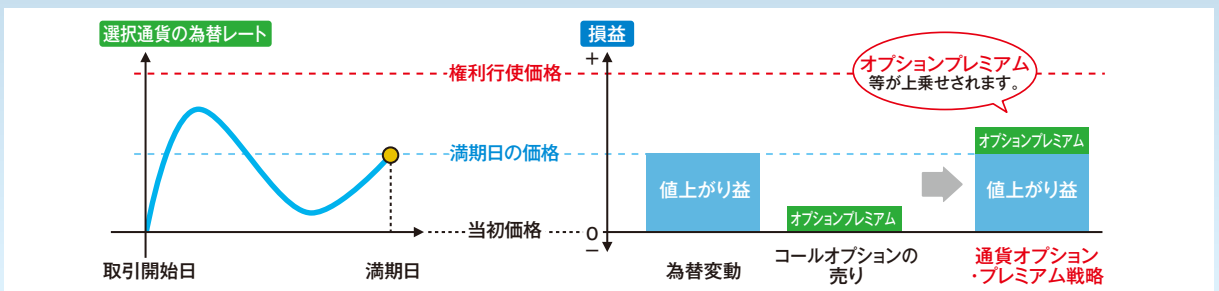 選択通貨の為替レート
権利行使価格
満期日の価格
当初価格
取引開始日
満期日
損益
+
0
−
値上がり益
為替変動
オプションプレミアム
コールオプションの
売り
オプションプレミアム
等が上乗せされます。
オプションプレミアム
値上がり益
通貨オプション
・プレミアム戦略